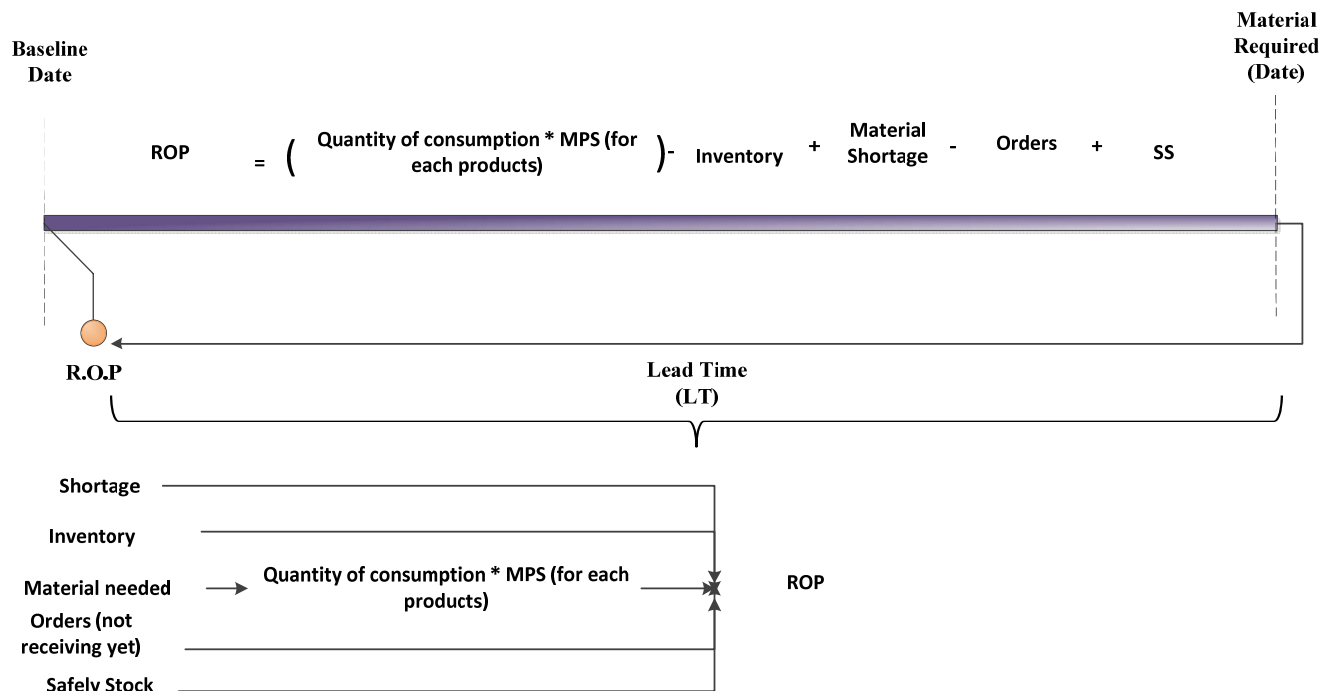 Baseline
Date
Material
Required
(Date)
ROP = ( Quantity of consumption * MPS (for
each products) ) - Inventory + Material
Shortage - Orders + SS
R.O.P
Lead Time
(LT)
Shortage
Inventory
Material needed
Quantity of consumption * MPS (for each
products)
ROP
Orders (not
receiving yet)
Safely Stock